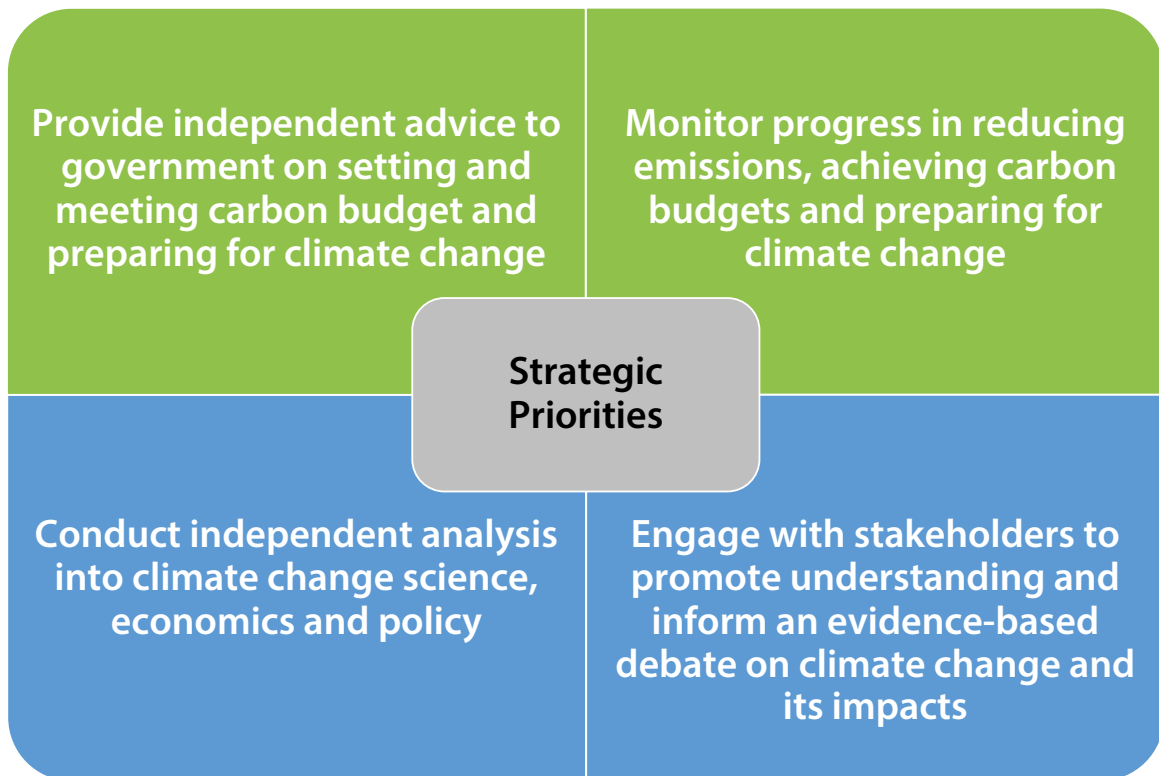 Provide independent advice to
government on setting and
meeting carbon budget and
preparing for climate change
Monitor progress in reducing
emissions, achieving carbon
budgets and preparing for
climate change
Strategic
Priorities
Conduct independent analysis
into climate change science,
economics and policy
Engage with stakeholders to
promote understanding and
inform an evidence-based
debate on climate change and
its impacts